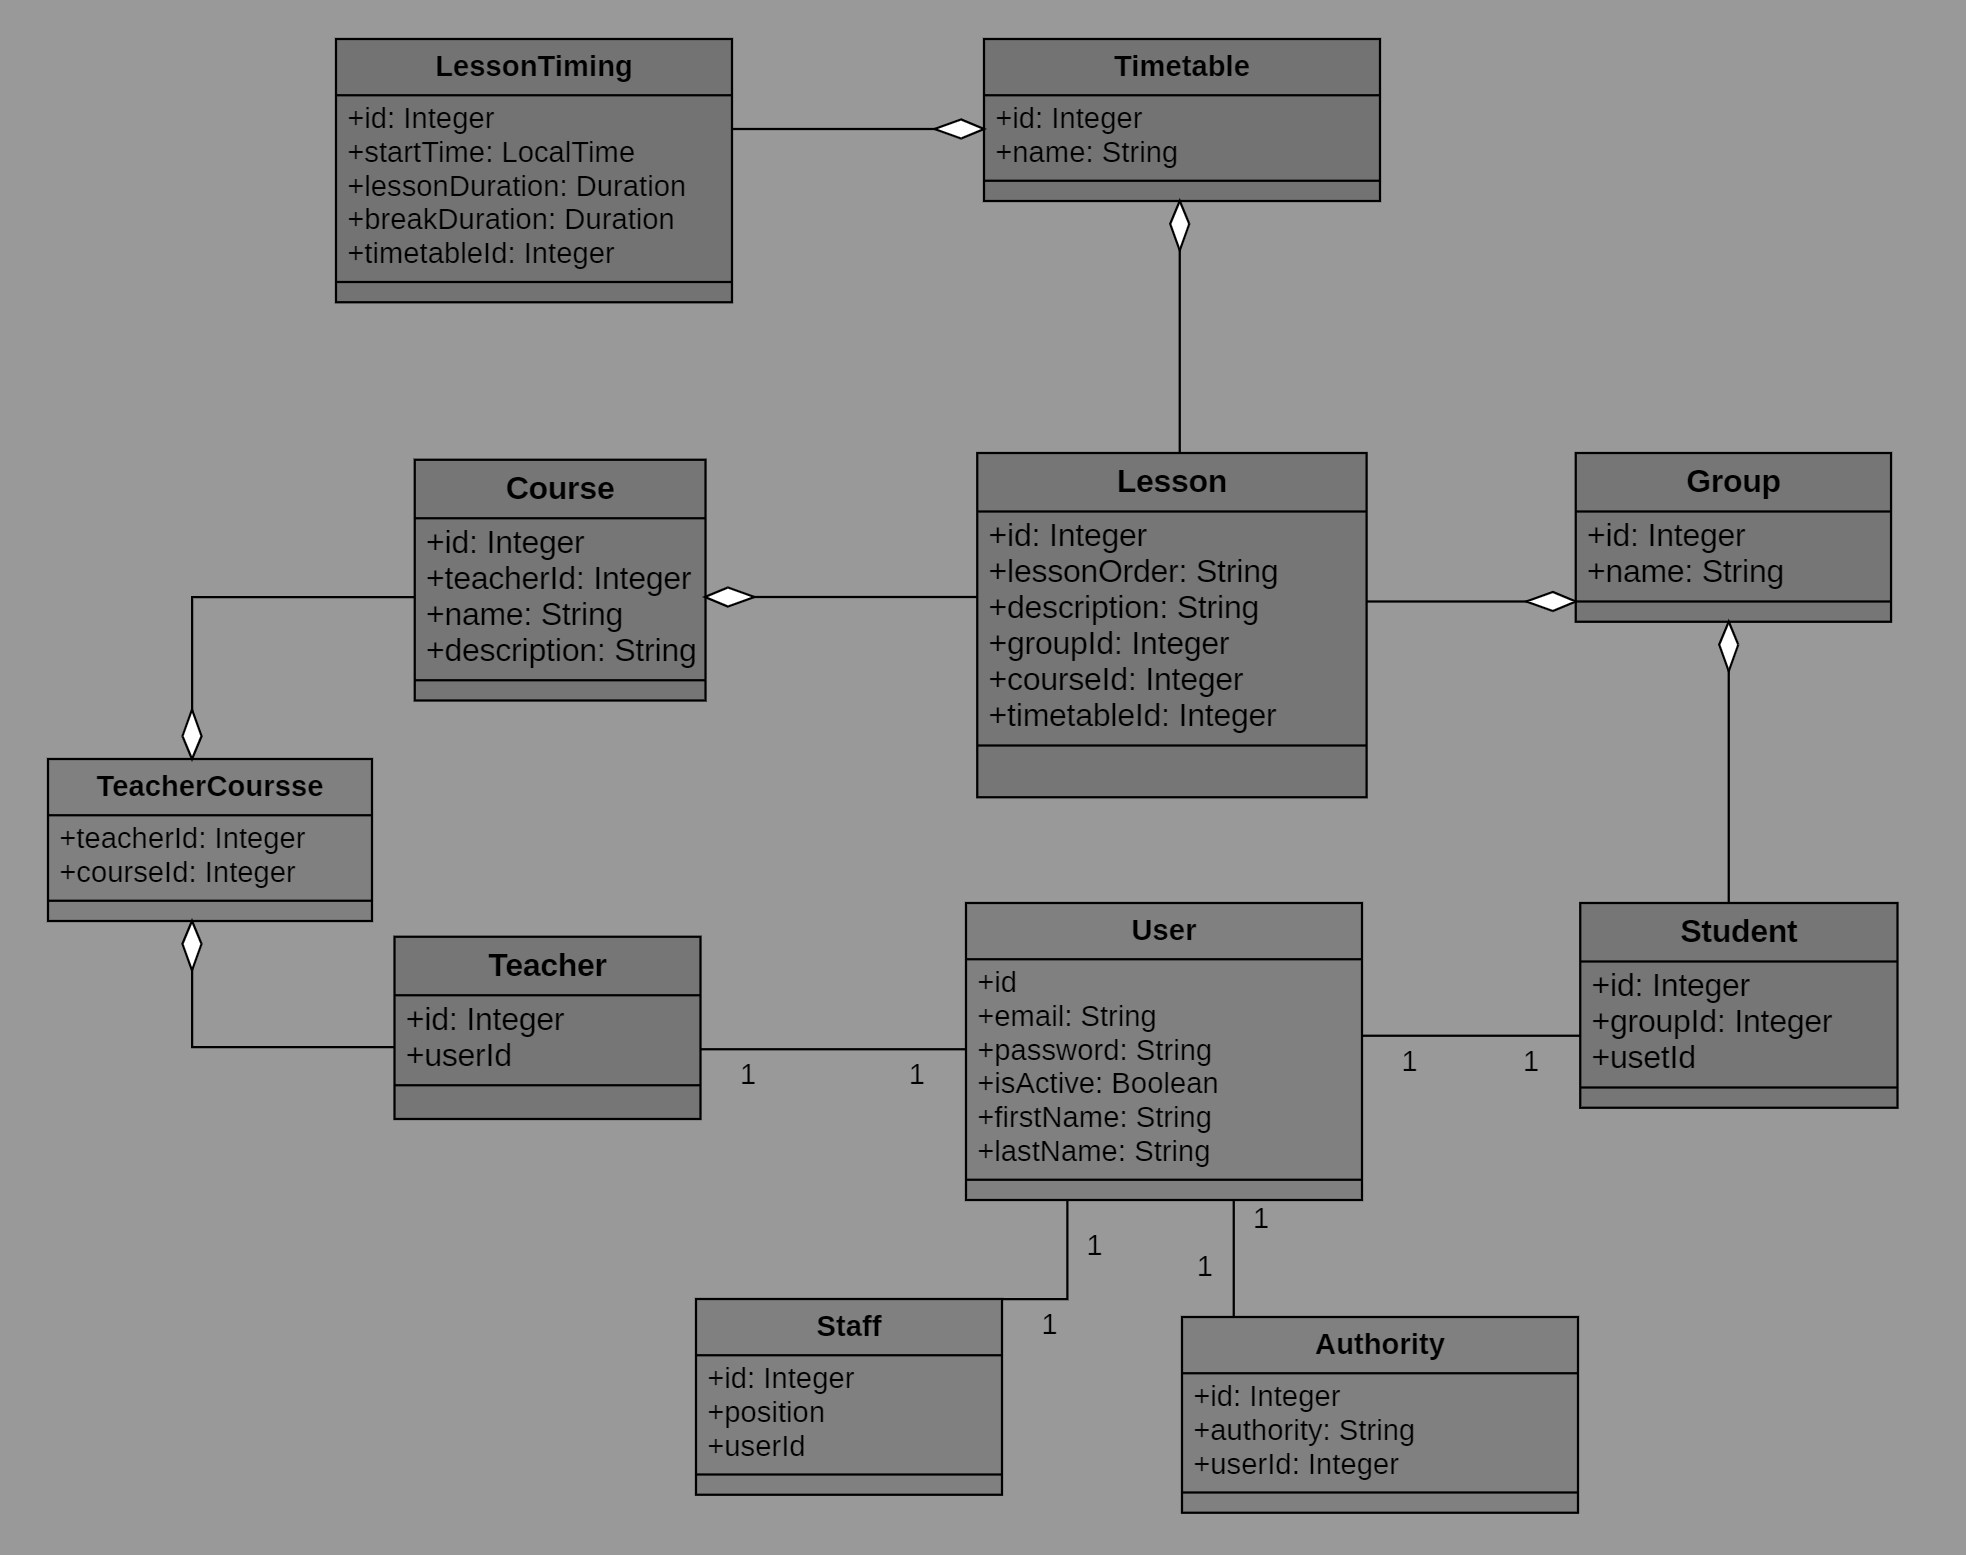 LessonTiming
+id: Integer
+startTime: LocalTime
+lessonDuration: Duration
+breakDuration: Duration
+timetableId: Integer
Timetable
+id: Integer
+name: String
Course
+id: Integer
+teacherId: Integer
+name: String
+description: String
Lesson
+id: Integer
+lessonOrder: String
+description: String
+groupId: Integer
+courseId: Integer
+timetableId: Integer
Group
+id: Integer
+name: String
TeacherCoursse
+teacherId: Integer
+courseId: Integer
Teacher
+id: Integer
+userId
1
1
User
+id
+email: String
+password: String
+isActive: Boolean
+firstName: String
+lastName: String
1
1
Student
+id: Integer
+groupId: Integer
+usetId
1
1
1
1
Staff
+id: Integer
+position
+userId
Authority
+id: Integer
+authority: String
+userId: Integer